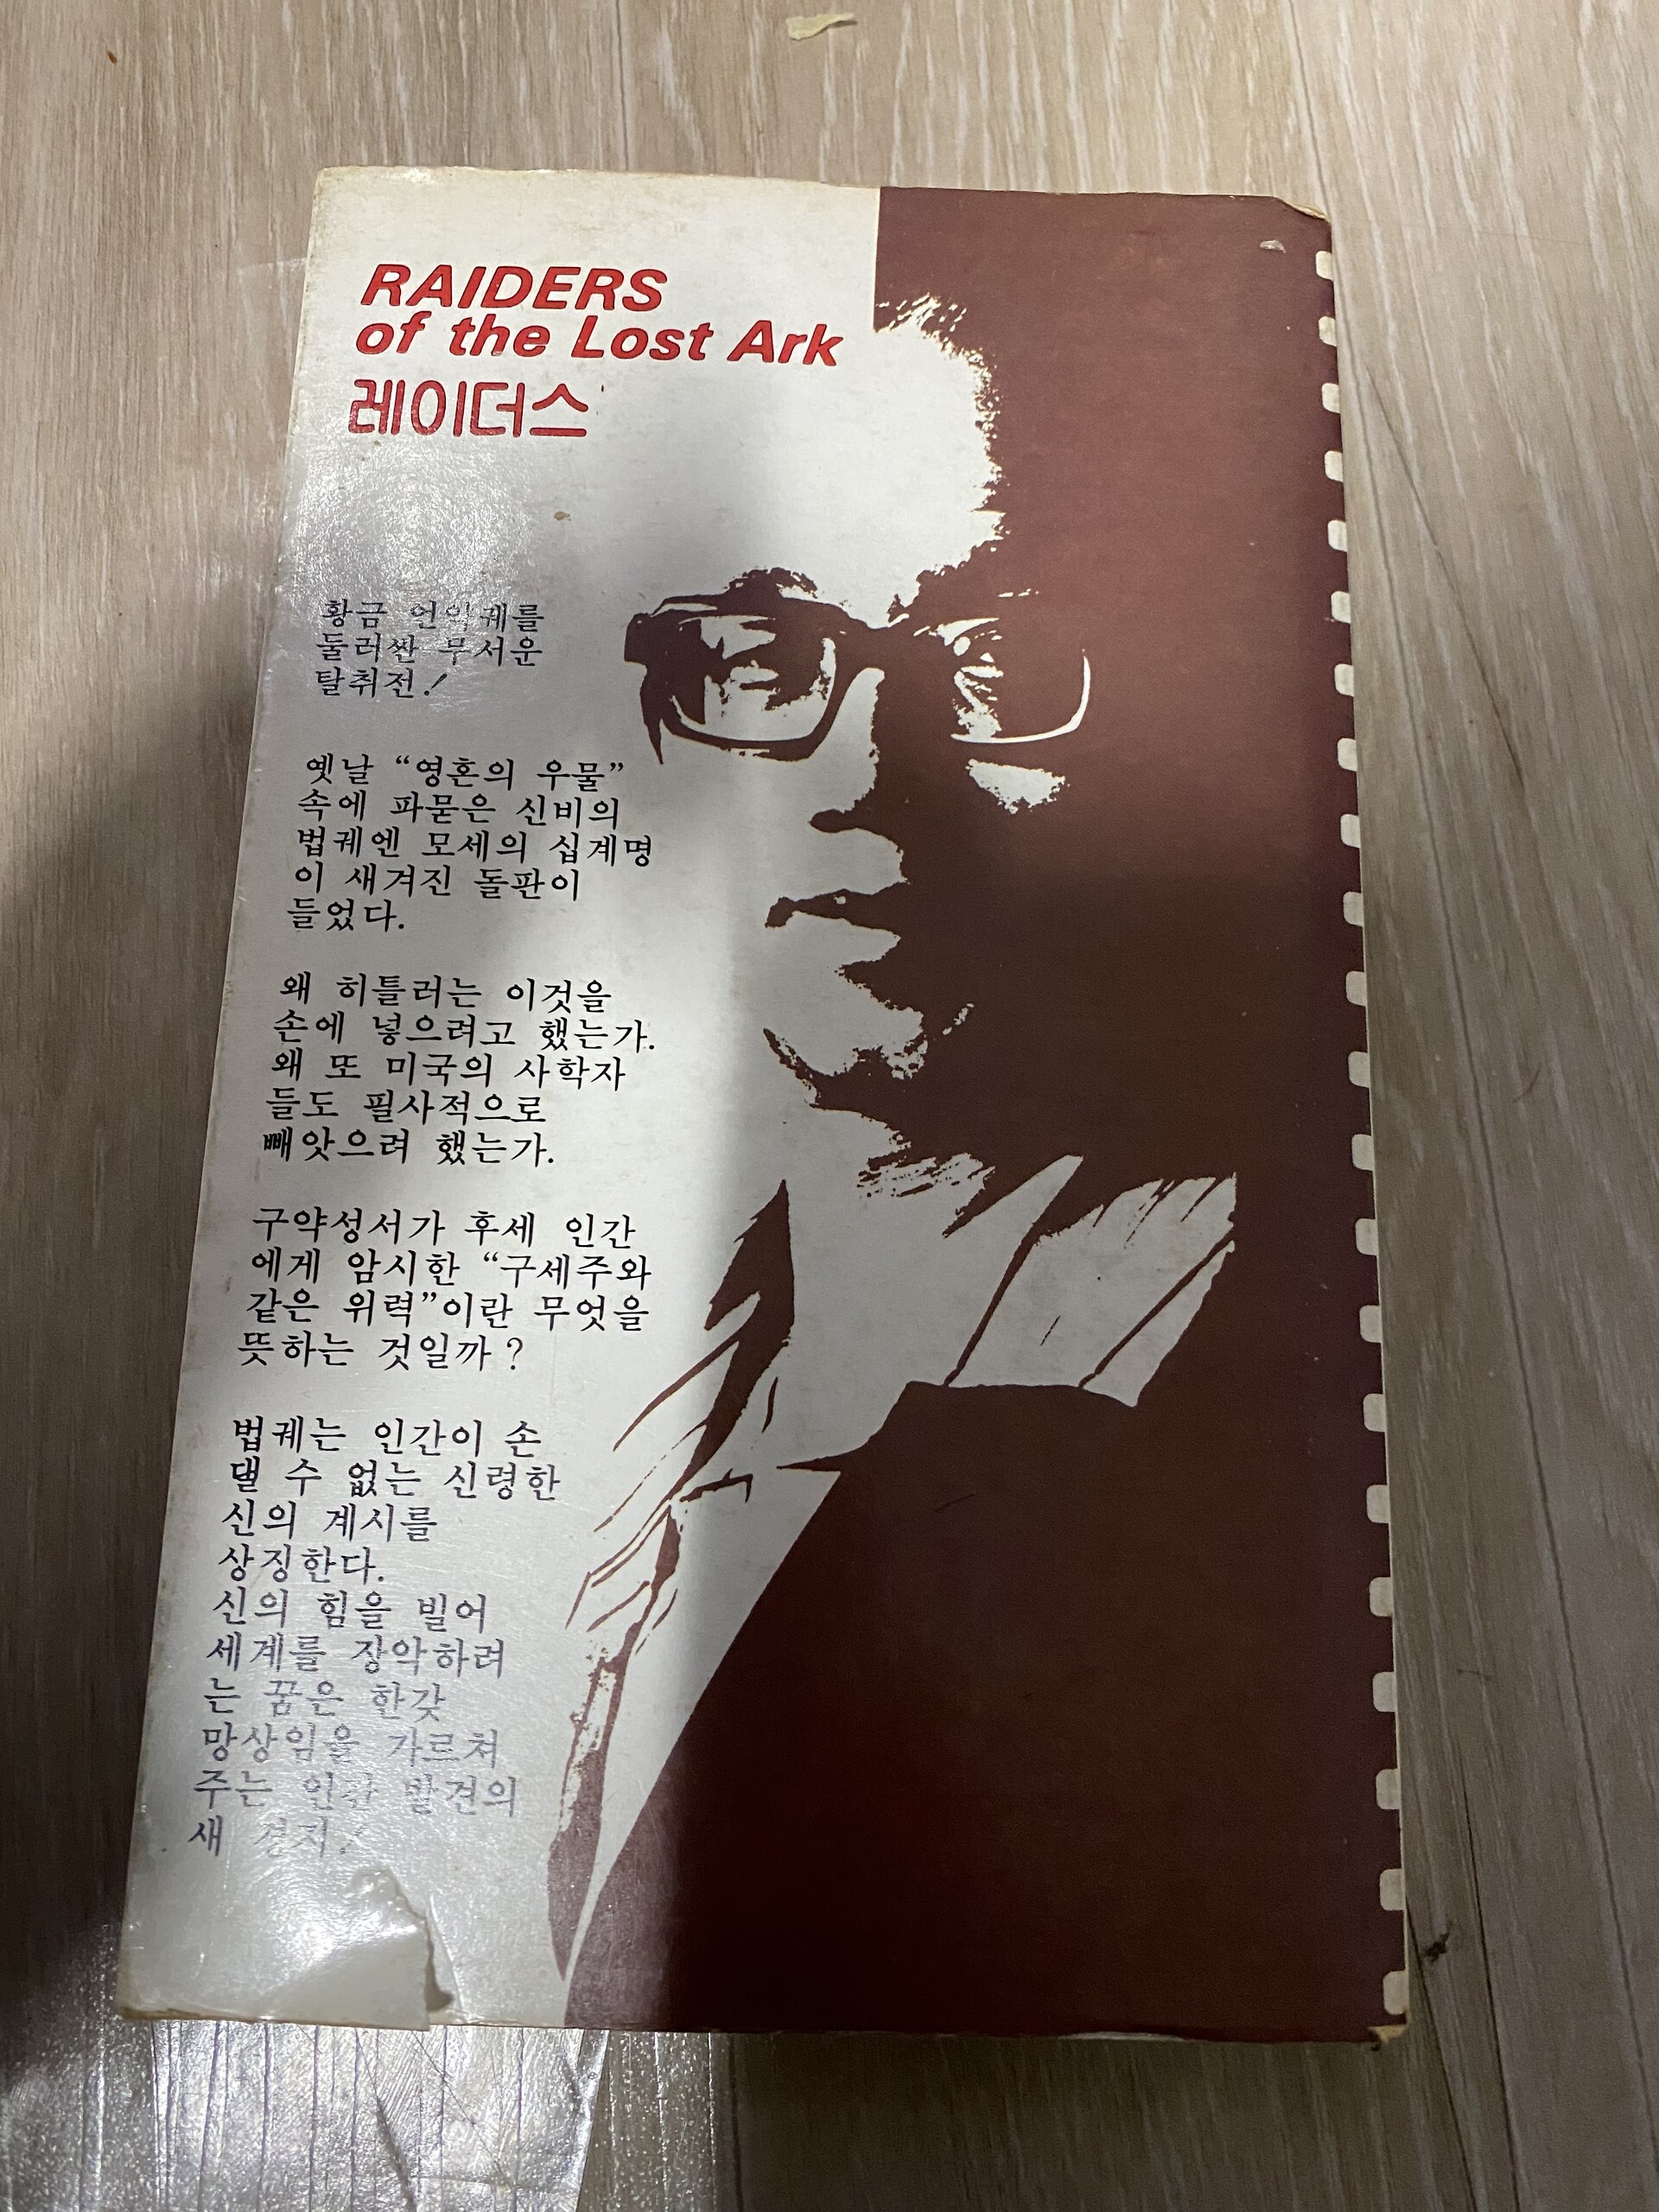 RAIDERS
of the Lost Ark
레이더스
황금 언약궤를
둘러싼 무서운
탈취전!
옛날 “영혼의 우물”
속에 파묻은 신비의
법궤엔 모세의 십계명
이 새겨진 돌판이
들었다.
왜 히틀러는 이것을
손에 넣으려고 했는가.
왜 또 미국의 사학자
들도 필사적으로
빼앗으려 했는가.
구약성서가 후세 인간
에게 암시한 “구세주와
같은 위력”이란 무엇을
뜻하는 것일까?
법궤는 인간이 손
댈 수 없는 신령한
신의 계시를
상징한다.
신의 힘을 빌어
세계를 장악하려
는 꿈은 한갖
망상임을 가르쳐
주는 인간 발견의
새 경지!